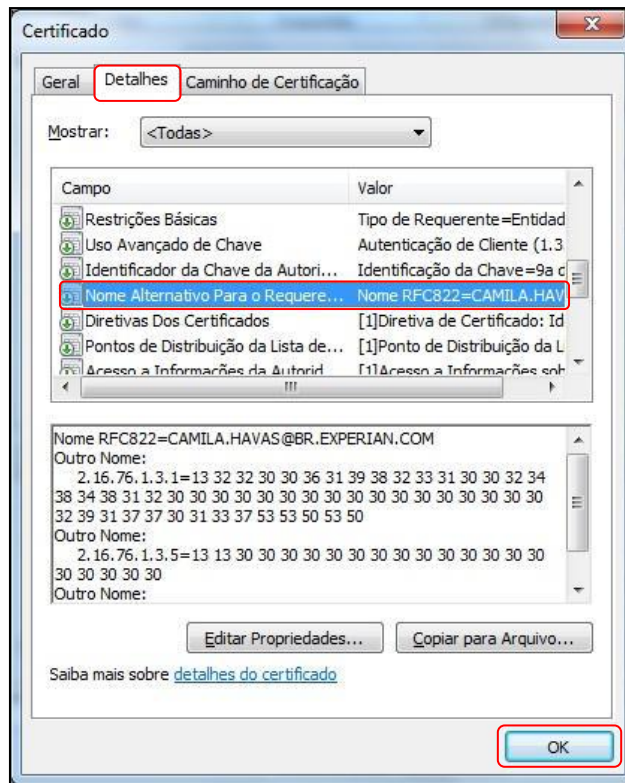 Certificado
Geral Detalhes Caminho de Certificação
Mostrar: <Todas>
Campo Valor
Restrições Básicas Tipo de Requerente=Entidad
Uso Avançado de Chave Autenticação de Cliente (1.3
Identificador da Chave da Autori... Identificação da Chave=9a
Nome Alternativo Para o Requere... Nome RFC822=CAMILA.HAV
Diretivas Dos Certificados [1]Diretiva de Certificado: Id
Pontos de Distribuição da Lista de... [1]Ponto de Distribuição da
Acesso a Informações da Autorid [1]Acesso a Informações sob
Nome RFC822=CAMILA.HAVAS@BR.EXPERIAN.COM
Outro Nome:
2.16.76.1.3.1=13 32 32 30 30 36 31 39 38 32 33 31 30 30 32 34
38 34 38 31 32 30 30 30 30 30 30 30 30 30 30 30 30 30 30 30
32 39 31 37 37 30 31 33 37 53 53 50 53 50
Outro Nome:
2.16.76.1.3.5=13 13 30 30 30 30 30 30 30 30 30 30 30 30 30 30
30 30 30 30 30
Outro Nome:
Editar Propriedades... Copiar para Arquivo...
Saiba mais sobre detalhes do certificado
OK